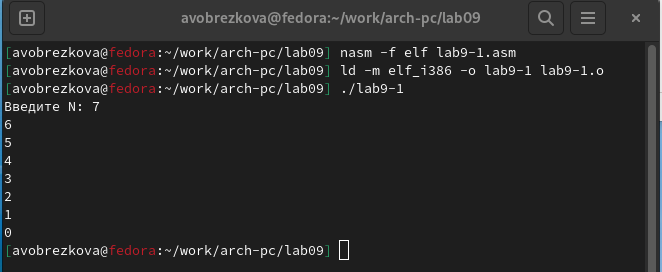 avobrezkova@fedora:~/work/arch-pc/lab09
[avobrezkova@fedora:~/work/arch-pc/lab09] nasm -f elf lab9-1.asm
[avobrezkova@fedora:~/work/arch-pc/lab09] ld -m elf_i386 -o lab9-1 lab9-1.o
[avobrezkova@fedora:~/work/arch-pc/lab09] ./lab9-1
Введите N: 7
6
5
4
3
2
1
0
[avobrezkova@fedora:~/work/arch-pc/lab09]